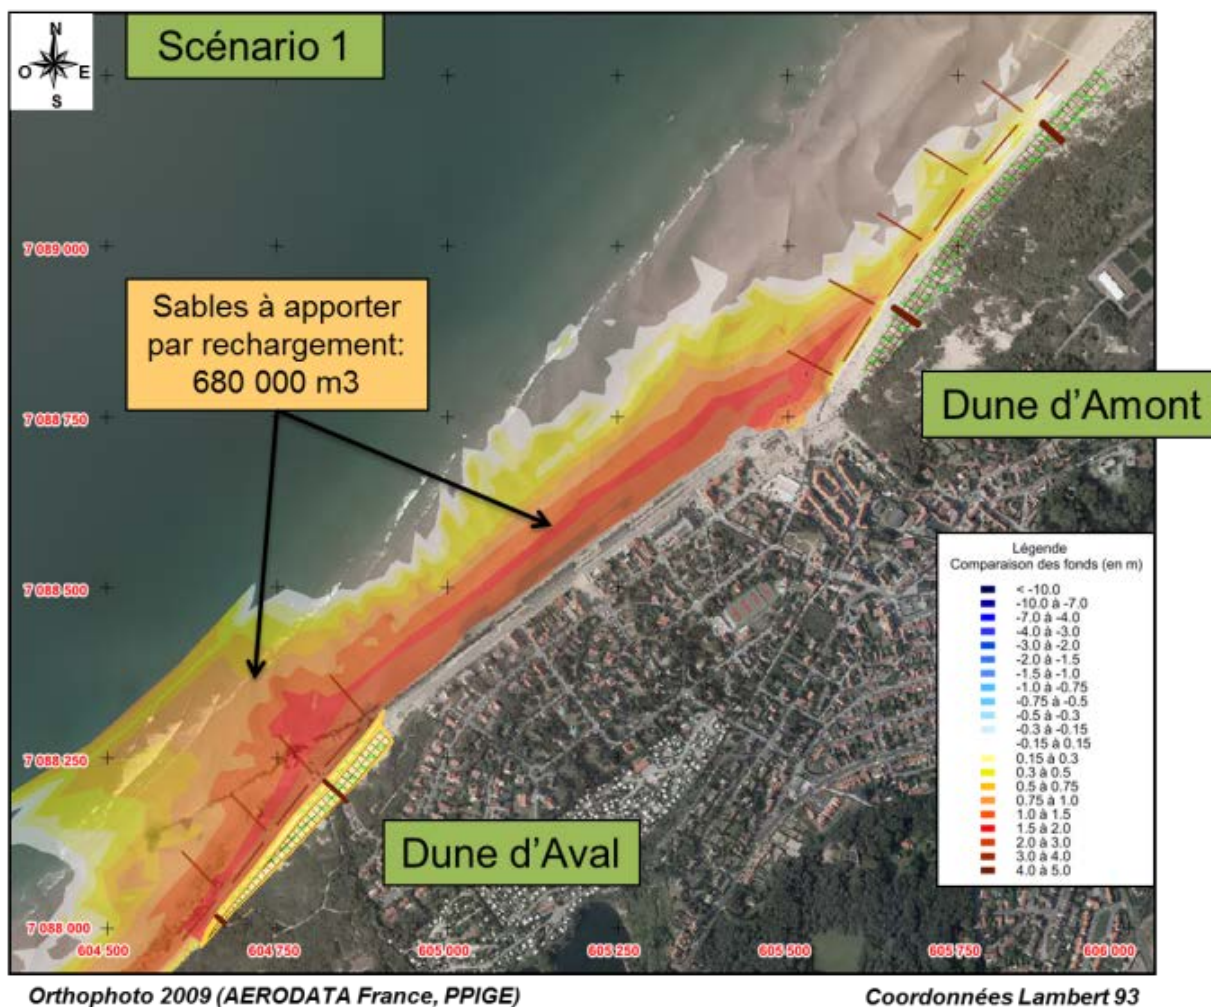 N
O E
S
Scénario 1
Sables à apporter
par rechargement:
680 000 m3
Dune d'Amont
Dune d'Aval
7 089 000
7 088 750
7 088 500
7 088 250
7 088 000
604 500
604 750
605 000
605 250
605 500
605 750
606 000
Légende
Comparaison des fonds (en m)
< -10.0
-10.0 à -7.0
-7.0 à -4.0
-4.0 à -3.0
-3.0 à -2.0
-2.0 à -1.5
-1.5 à -1.0
-1.0 à -0.75
-0.75 à -0.5
-0.5 à -0.3
-0.3 à -0.15
-0.15 à 0.15
0.15 à 0.3
0.3 à 0.5
0.5 à 0.75
0.75 à 1.0
1.0 à 1.5
1.5 à 2.0
2.0 à 3.0
3.0 à 4.0
4.0 à 5.0
Orthophoto 2009 (AERODATA France, PPIGE)
Coordonnées Lambert 93